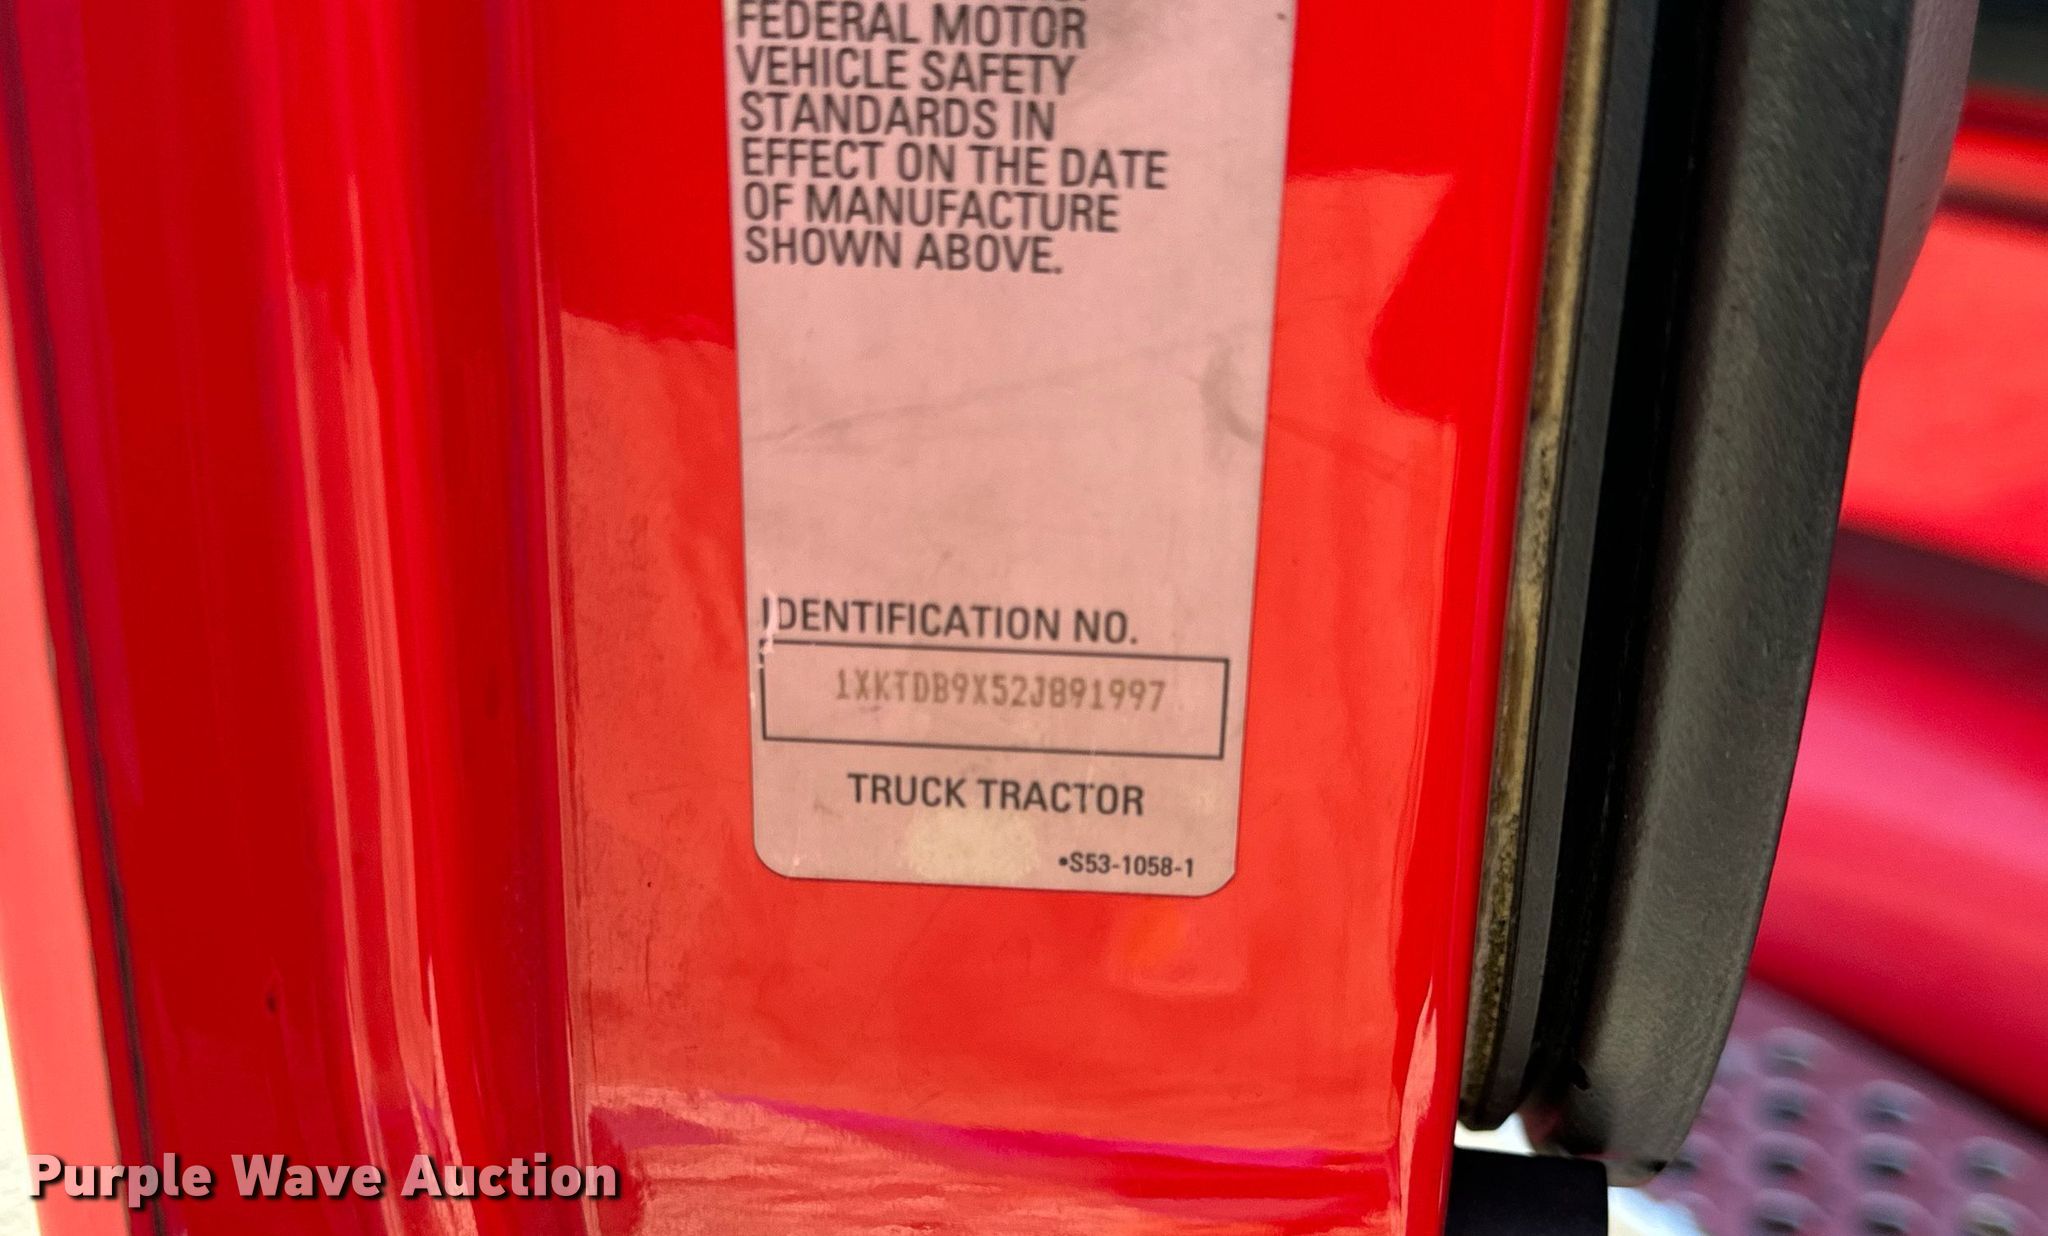 FEDERAL MOTOR
VEHICLE SAFETY
STANDARDS IN
EFFECT ON THE DATE
OF MANUFACTURE
SHOWN ABOVE.
IDENTIFICATION NO.
1XKTDB9X52J891997
TRUCK TRACTOR
•S53-1058-1
Purple Wave Auction